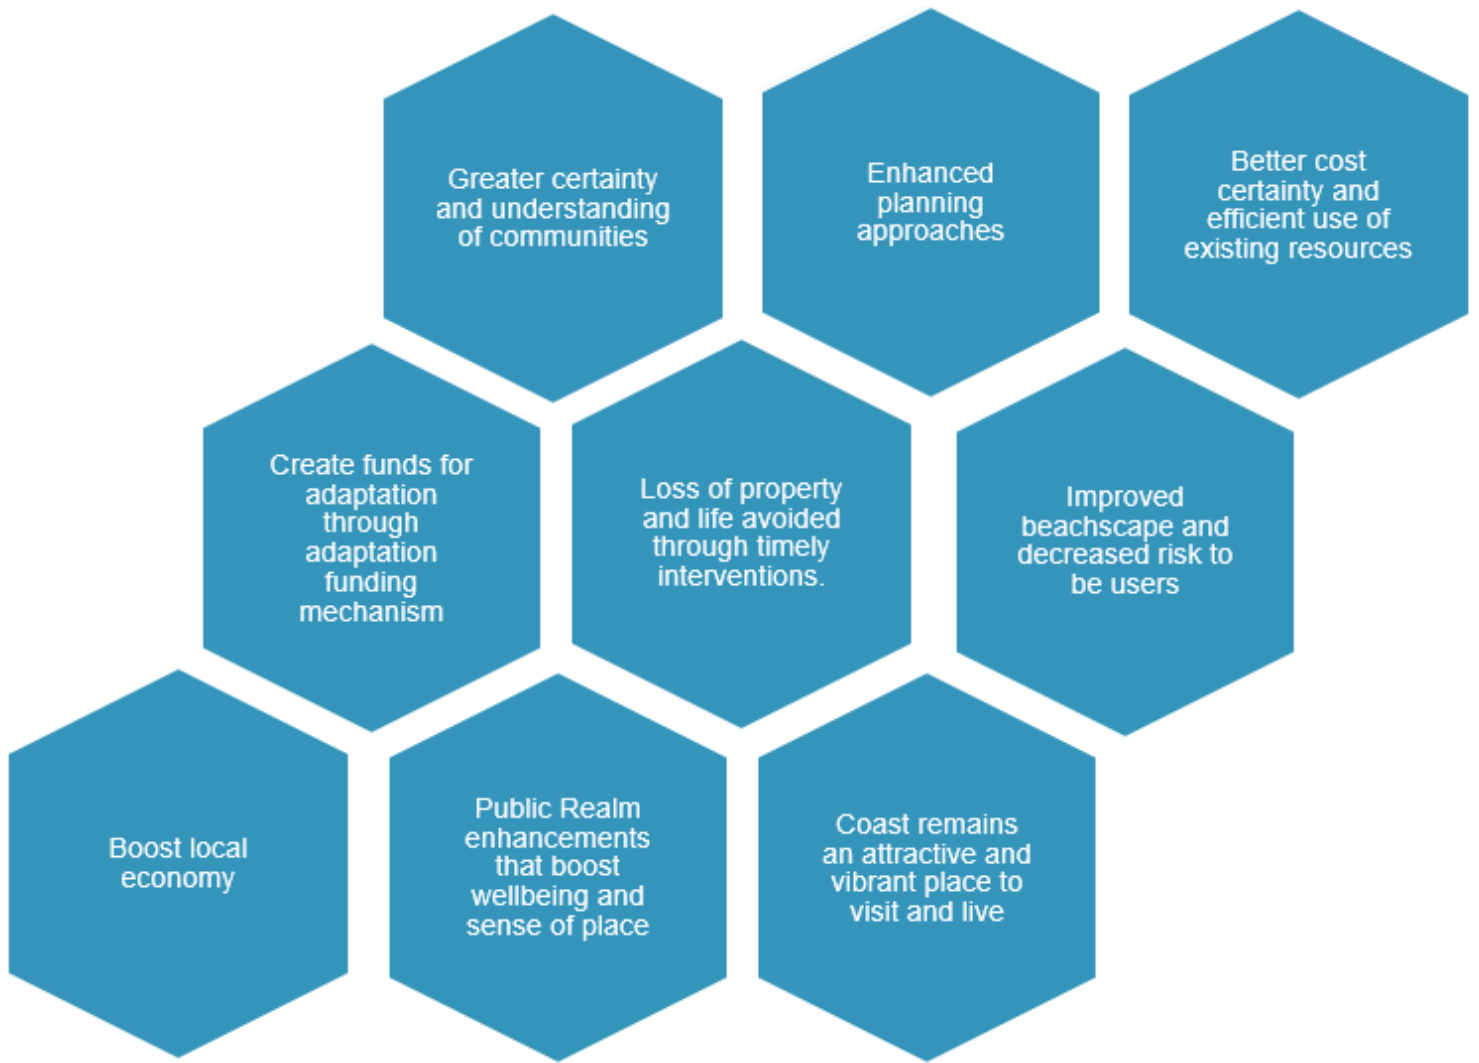 Greater certainty
and understanding
of communities
Enhanced
planning
approaches
Better cost
certainty and
efficient use of
existing resources
Create funds for
adaptation
through
adaptation
funding
mechanism
Loss of property
and life avoided
through timely
interventions.
Improved
beachscape and
decreased risk to
be users
Boost local
economy
Public Realm
enhancements
that boost
wellbeing and
sense of place
Coast remains
an attractive and
vibrant place to
visit and live